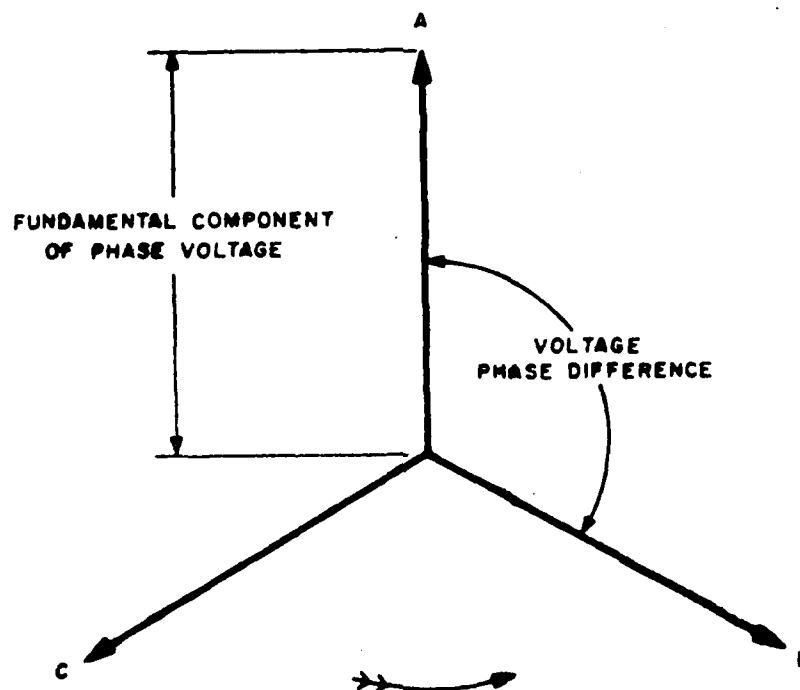 A
FUNDAMENTAL COMPONENT
OF PHASE VOLTAGE
VOLTAGE
PHASE DIFFERENCE
C